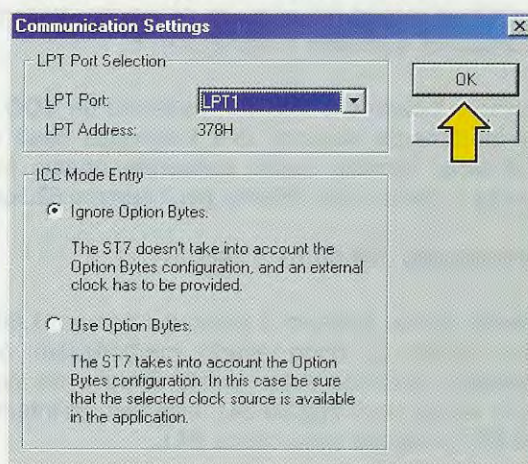 Communication Settings
LPT Port Selection
LPT Port:
LPT1
LPT Address:
378H
OK
ICC Mode Entry
Ignore Option Bytes.
The ST7 doesn't take into account the
Option Bytes configuration, and an external
clock has to be provided.
Use Option Bytes.
The ST7 takes into account the Option
Bytes configuration. In this case be sure
that the selected clock source is available
in the application.